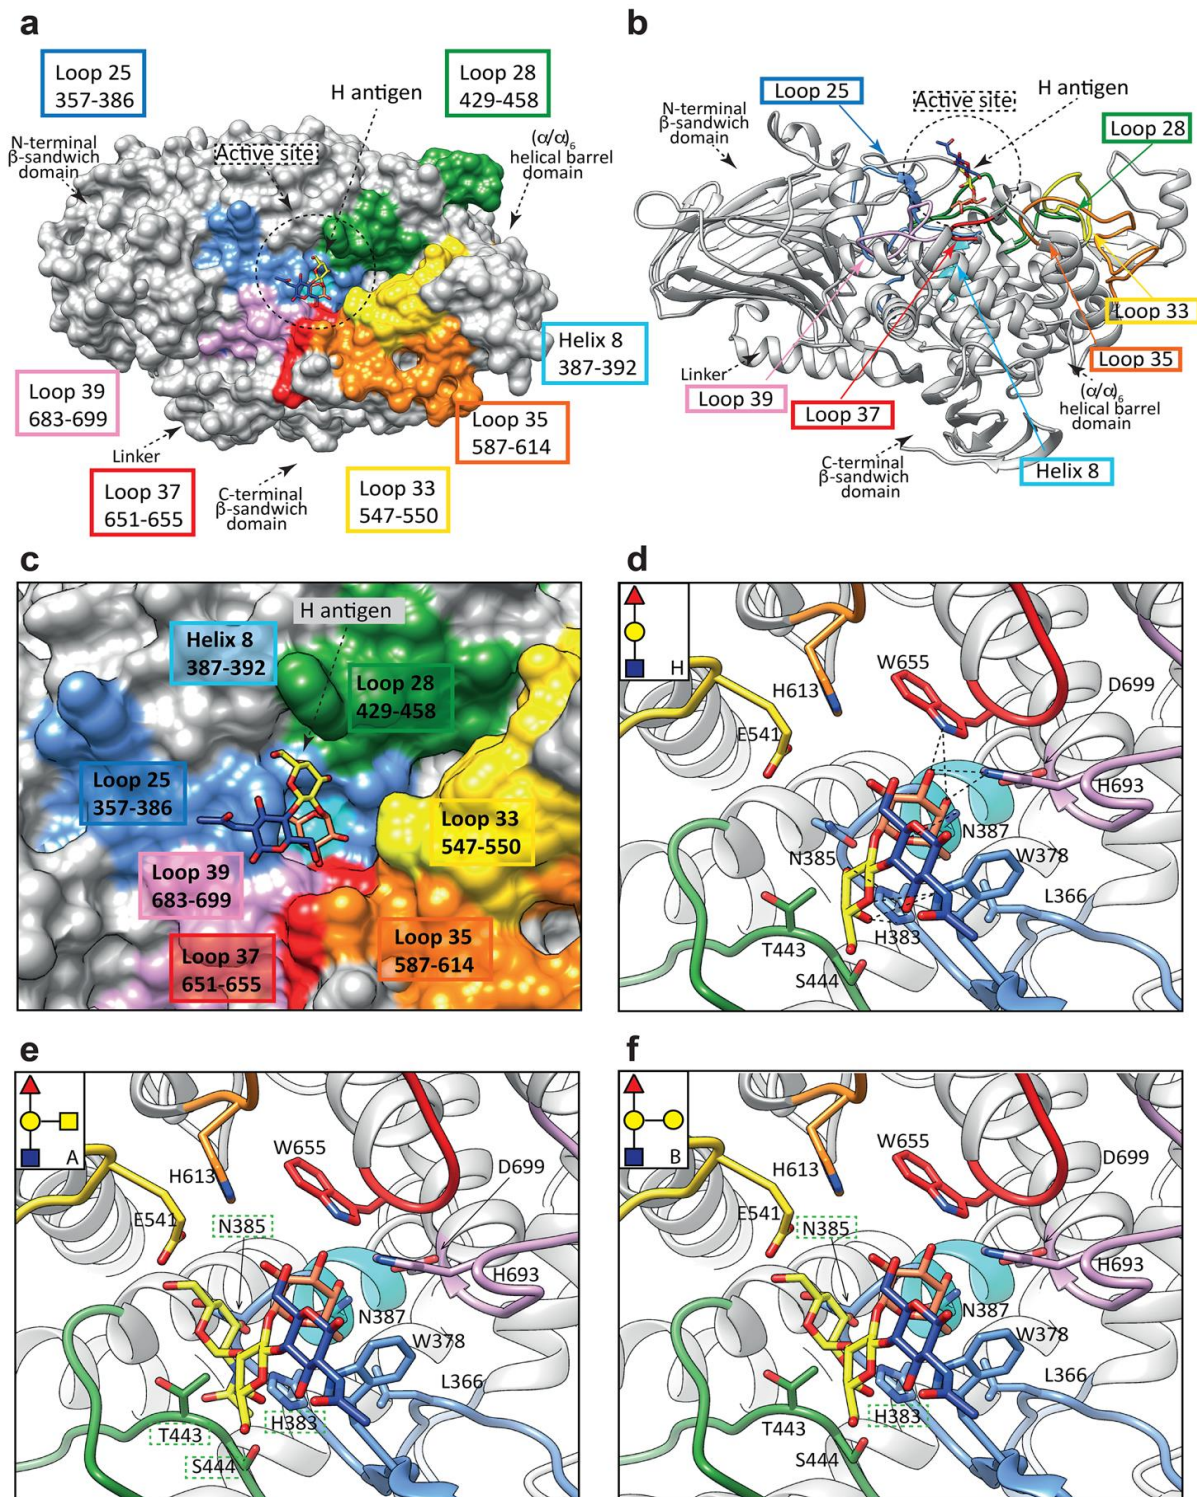 a
Loop 25
357-386
Loop 28
429-458
H antigen
N-terminal
β-sandwich
domain
Active site
(α/α)₆
helical barrel
domain
Helix 8
387-392
Loop 39
683-699
Loop 35
587-614
Linker
Loop 37
651-655
C-terminal
β-sandwich
domain
Loop 33
547-550
b
Loop 25
H antigen
Active site
N-terminal
β-sandwich
domain
Loop 28
Loop 33
Loop 35
Linker
Loop 39
Loop 37
(α/α)₆
helical barrel
domain
C-terminal
β-sandwich
domain
Helix 8
c
H antigen
Helix 8
387-392
Loop 28
429-458
Loop 25
357-386
Loop 33
547-550
Loop 39
683-699
Loop 35
587-614
Loop 37
651-655
d
H
W655
H613
D699
E541
H693
N387
N385
W378
L366
H383
T443
S444
e
A
W655
H613
D699
E541
N385
H693
N387
W378
L366
H383
T443
S444
f
B
W655
H613
D699
E541
N385
H693
N387
W378
L366
H383
T443
S444